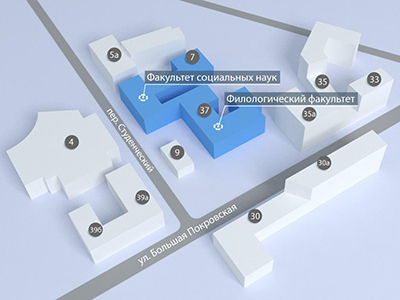 5а
7
Факультет социальных наук
35
33
37
Филологический факультет
35а
пер. Студенческий
4
9
30а
39а
39б
30
ул. Большая Покровская